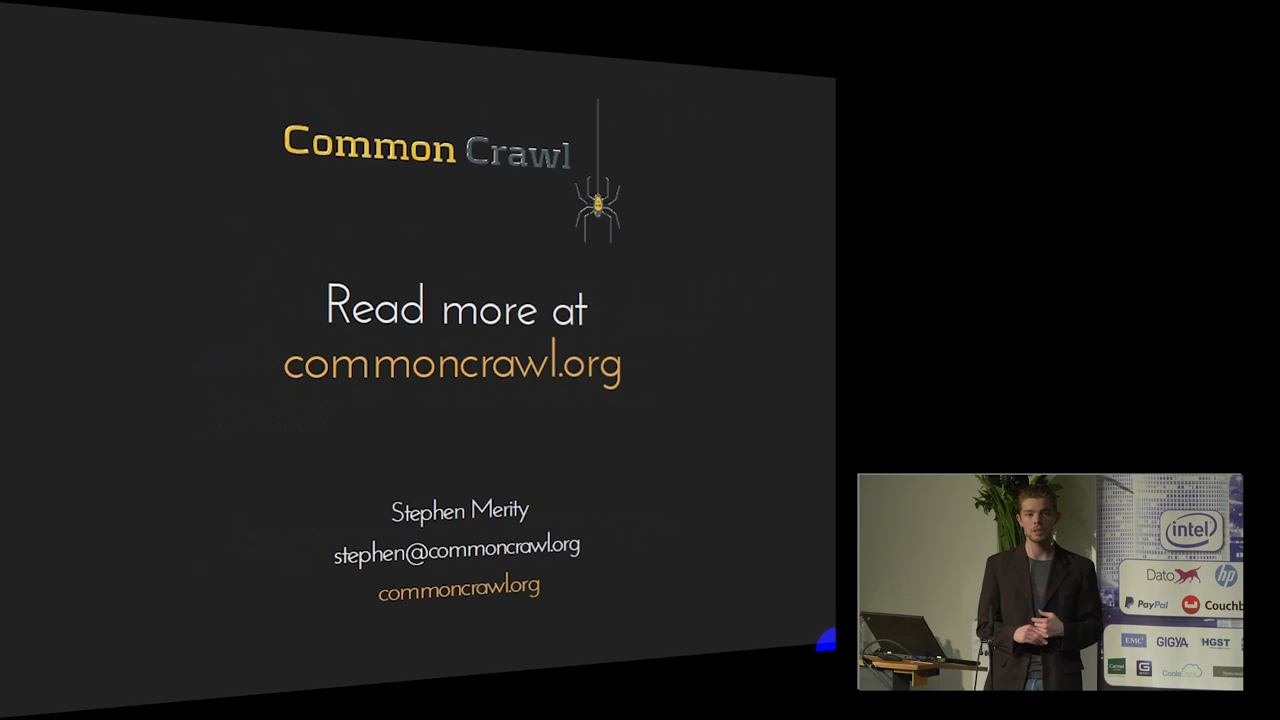 Common Crawl
Read more at
commoncrawl.org
Stephen Merity
stephen@commoncrawl.org
commoncrawl.org
intel
Dato
hp
PayPal
Couchb
EMC²
GIGYA
HGST